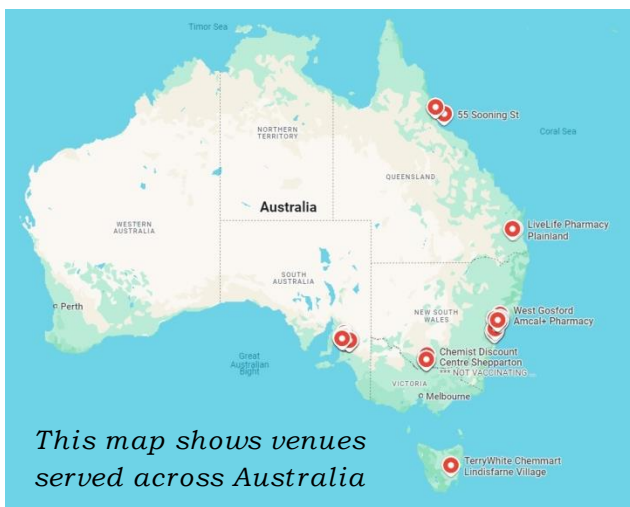 Timor Sea
55 Sooning St
Coral Sea
NORTHERN
TERRITORY
QUEENSLAND
Australia
WESTERN
AUSTRALIA
LiveLife Pharmacy
Plainland
SOUTH
AUSTRALIA
Perth
NEW SOUTH
WALES
West Gosford
Amcal+ Pharmacy
Great
Australian
Bight
Chemist Discount
Centre Shepparton
*** NOT VACCINATING...
VICTORIA
Melbourne
This map shows venues
served across Australia
TerryWhite Chemmart
Lindisfarne Village